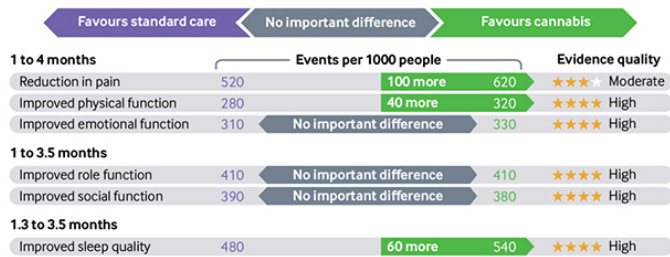 Favours standard care No important difference Favours cannabis
1 to 4 months Events per 1000 people Evidence quality
Reduction in pain 520 100 more 620 Moderate
Improved physical function 280 40 more 320 High
Improved emotional function 310 No important difference 330 High
1 to 3.5 months
Improved role function 410 No important difference 410 High
Improved social function 390 No important difference 380 High
1.3 to 3.5 months
Improved sleep quality 480 60 more 540 High